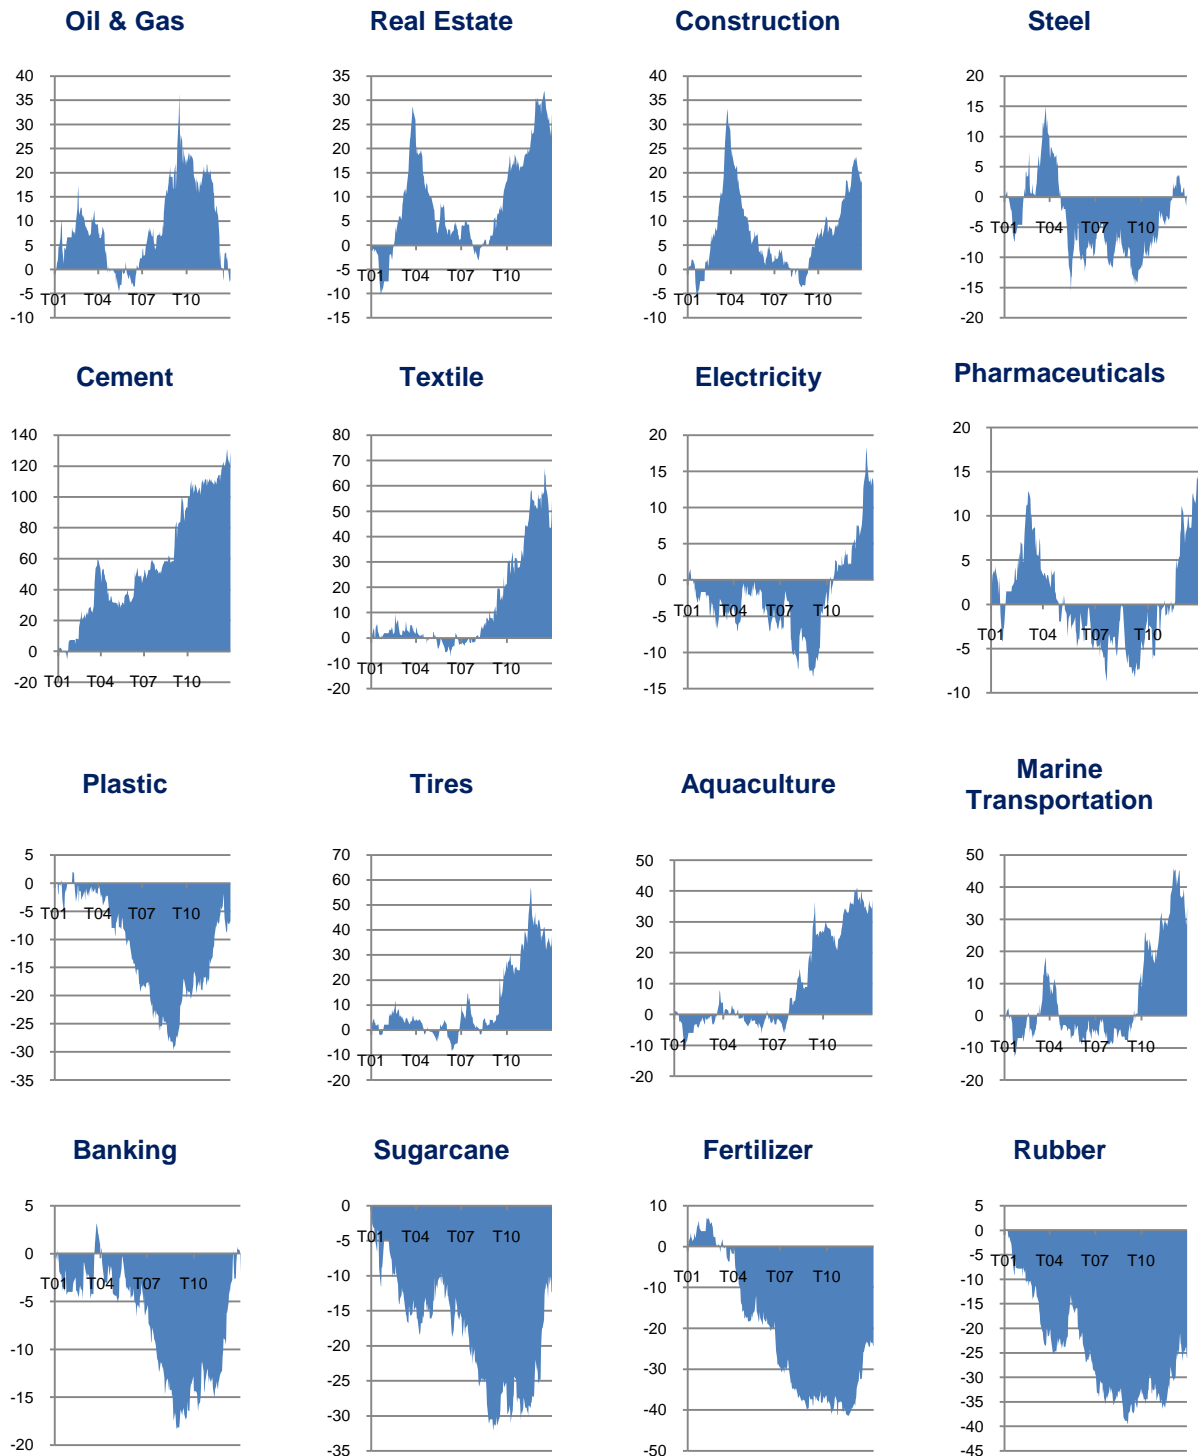 Oil & Gas
40
35
30
25
20
15
10
5
0
-5
-10
T01
T04
T07
T10
Real Estate
35
30
25
20
15
10
5
0
-5
-10
-15
T01
T04
T07
T10
Construction
40
35
30
25
20
15
10
5
0
-5
-10
T01
T04
T07
T10
Steel
20
15
10
5
0
-5
-10
-15
-20
T01
T04
T07
T10
Cement
140
120
100
80
60
40
20
0
-20
T01
T04
T07
T10
Textile
80
70
60
50
40
30
20
10
0
-10
-20
T01
T04
T07
T10
Electricity
20
15
10
5
0
-5
-10
-15
T01
T04
T07
T10
Pharmaceuticals
20
15
10
5
0
-5
-10
T01
T04
T07
T10
Plastic
5
0
-5
-10
-15
-20
-25
-30
-35
T01
T04
T07
T10
Tires
70
60
50
40
30
20
10
0
-10
-20
T01
T04
T07
T10
Aquaculture
50
40
30
20
10
0
-10
-20
T01
T04
T07
T10
Marine
Transportation
50
40
30
20
10
0
-10
-20
T01
T04
T07
T10
Banking
5
0
-5
-10
-15
-20
T01
T04
T07
T10
Sugarcane
0
-5
-10
-15
-20
-25
-30
-35
T01
T04
T07
T10
Fertilizer
10
0
-10
-20
-30
-40
-50
T01
T04
T07
T10
Rubber
5
0
-5
-10
-15
-20
-25
-30
-35
-40
-45
T01
T04
T07
T10